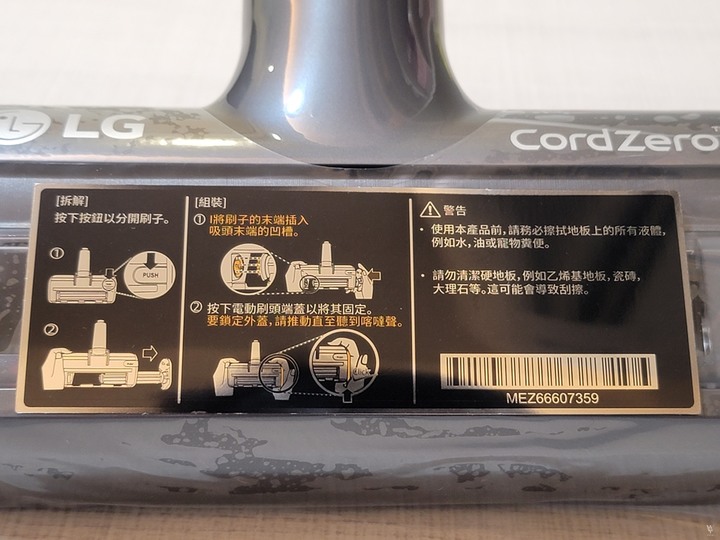 LG
CordZero™
[拆解]
按下按鈕以分開刷子。
①
PUSH
②
[組裝]
① I將刷子的末端插入
吸頭末端的凹槽。
② 按下電動刷頭端蓋以將其固定。
要鎖定外蓋，請推動直至聽到喀噠聲。
CLICK
警告
• 使用本產品前，請務必擦拭地板上的所有液體，
例如水，油或寵物糞便。
• 請勿清潔硬地板，例如乙烯基地板，瓷磚，
大理石等。這可能會導致刮擦。
MEZ66607359